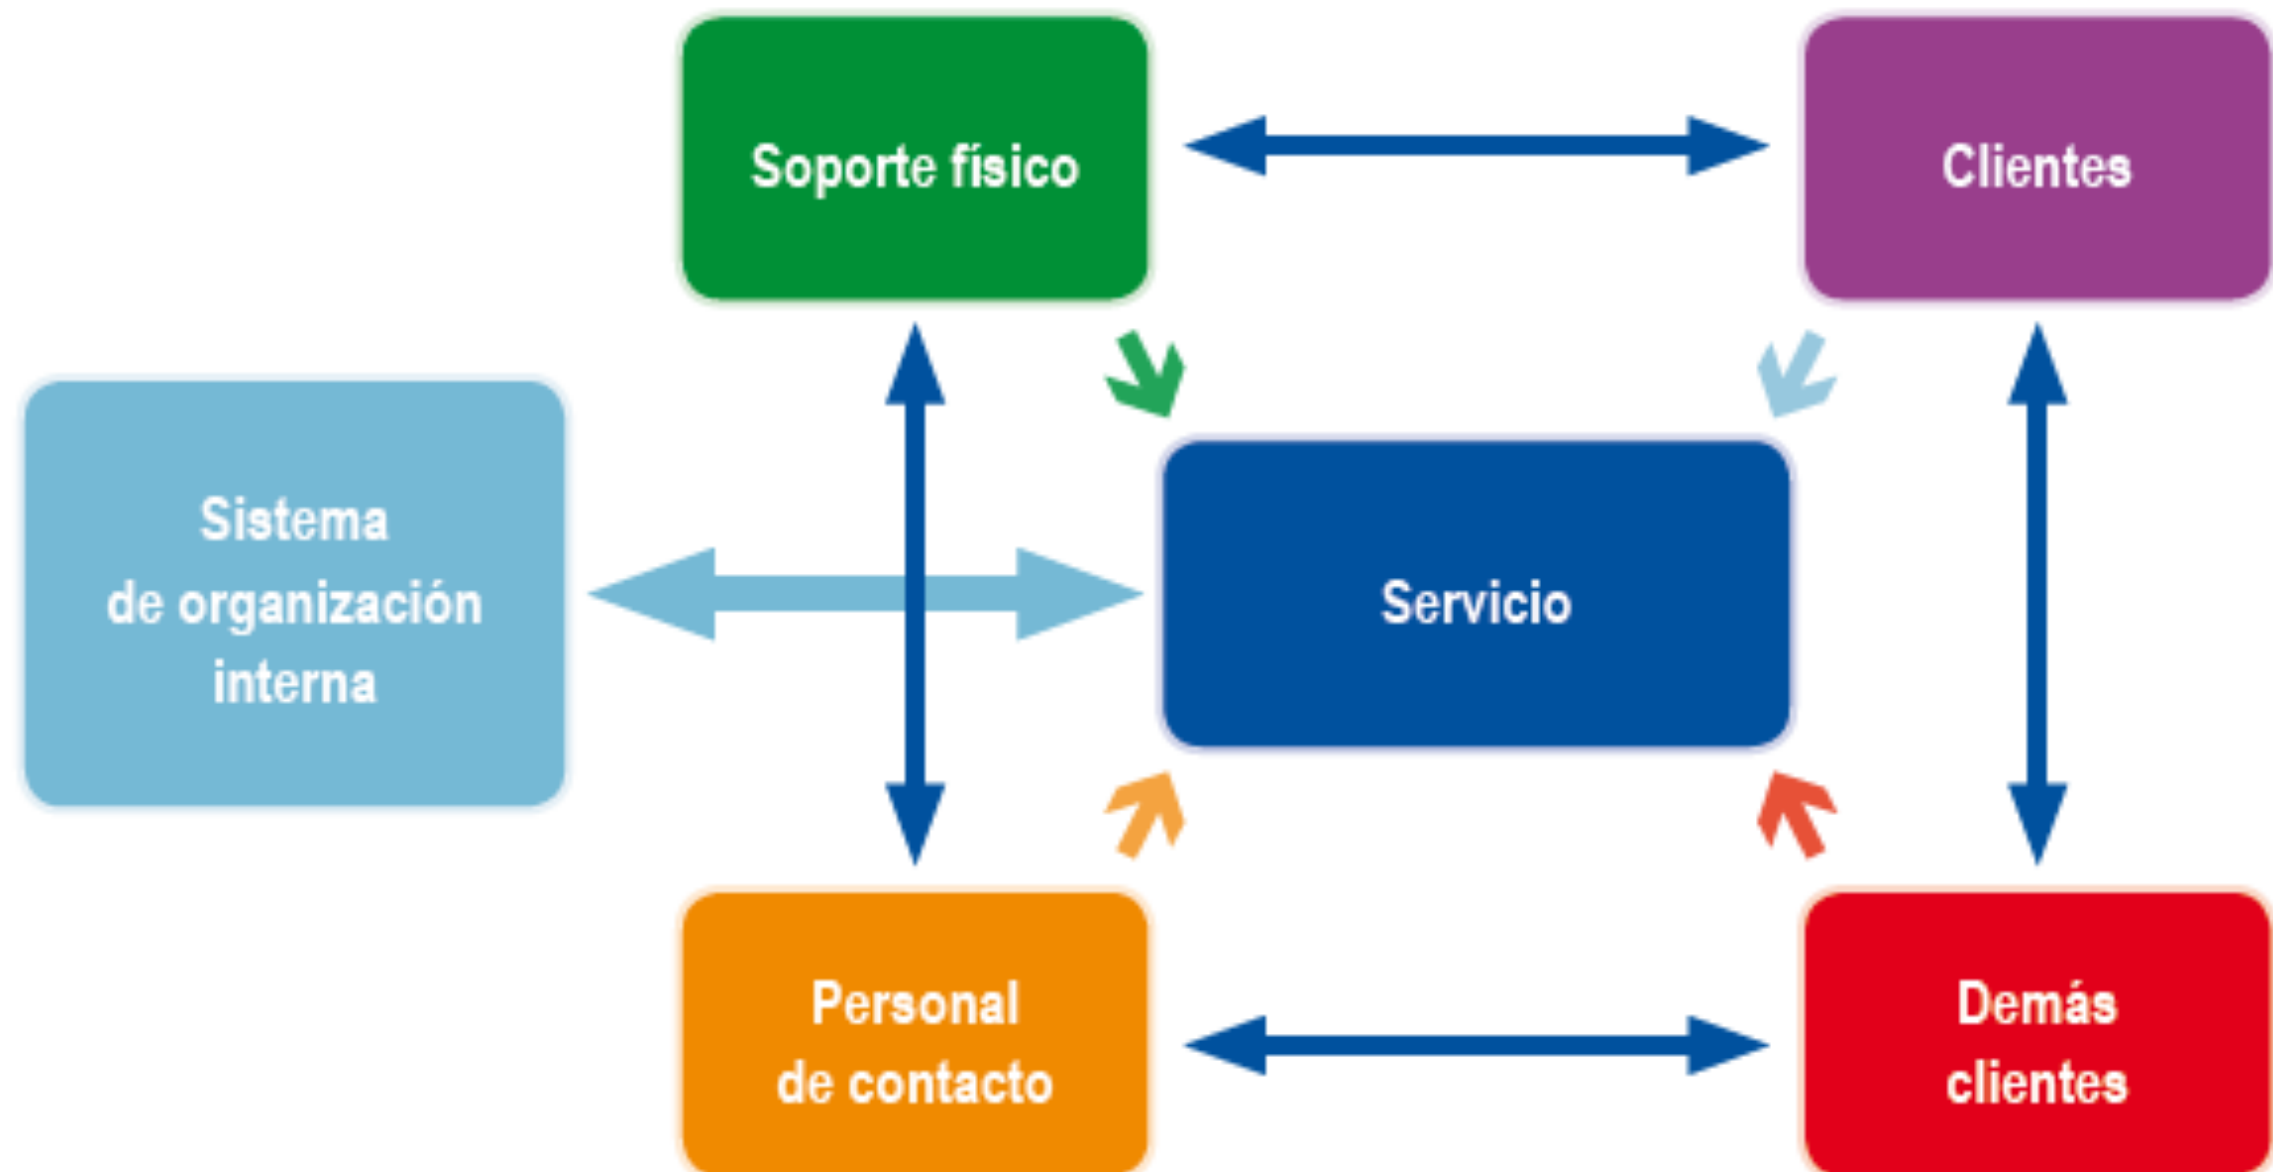 Soporte físico
Clientes
Sistema
de organización
interna
Servicio
Personal
de contacto
Demás
clientes